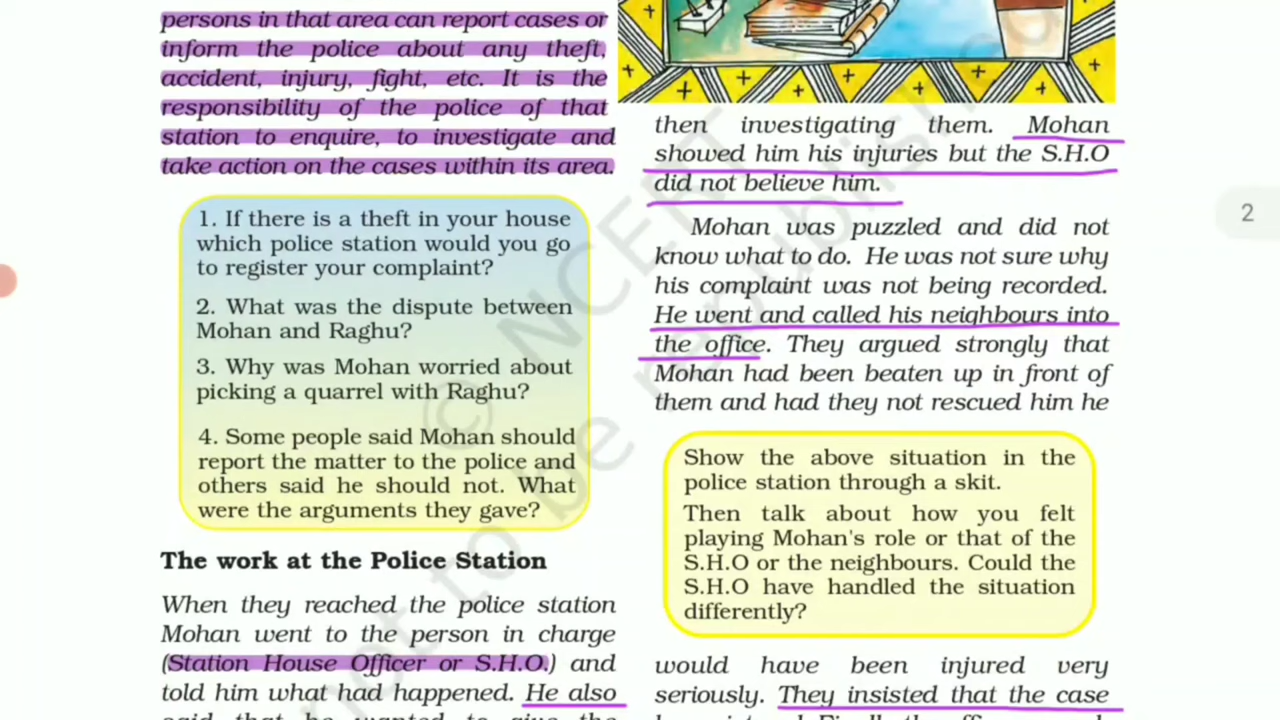 persons in that area can report cases or
inform the police about any theft,
accident, injury, fight, etc. It is the
responsibility of the police of that
station to enquire, to investigate and
take action on the cases within its area.
1. If there is a theft in your house
which police station would you go
to register your complaint?
2. What was the dispute between
Mohan and Raghu?
3. Why was Mohan worried about
picking a quarrel with Raghu?
4. Some people said Mohan should
report the matter to the police and
others said he should not. What
were the arguments they gave?
The work at the Police Station
When they reached the police station
Mohan went to the person in charge
(Station House Officer or S.H.O.) and
told him what had happened. He also
said that he wanted to give the
then investigating them. Mohan
showed him his injuries but the S.H.O
did not believe him.
Mohan was puzzled and did not
know what to do. He was not sure why
his complaint was not being recorded.
He went and called his neighbours into
the office. They argued strongly that
Mohan had been beaten up in front of
them and had they not rescued him he
Show the above situation in the
police station through a skit.
Then talk about how you felt
playing Mohan's role or that of the
S.H.O or the neighbours. Could the
S.H.O have handled the situation
differently?
would have been injured very
seriously. They insisted that the case
2
© NCERT
not to be republished